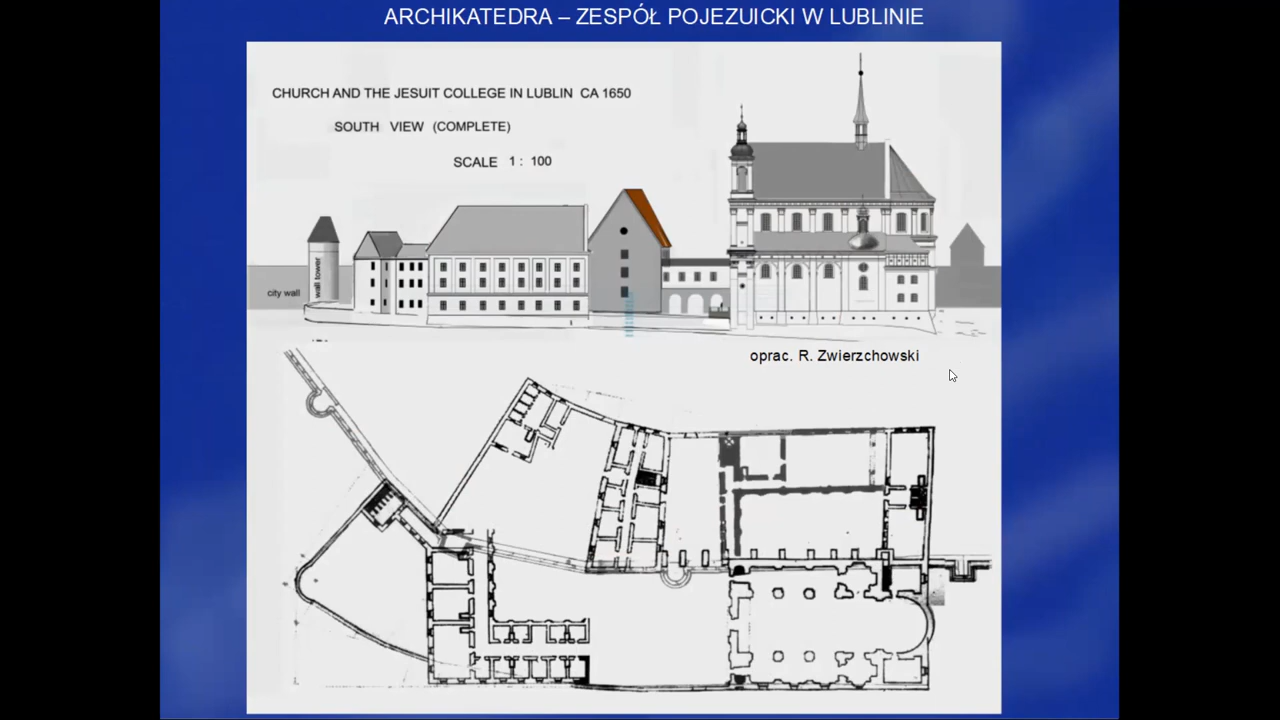 ARCHIKATEDRA – ZESPÓŁ POJEZUICKI W LUBLINIE
CHURCH AND THE JESUIT COLLEGE IN LUBLIN CA 1650
SOUTH VIEW (COMPLETE)
SCALE 1 : 100
wall tower
city wall
oprac. R. Zwierzchowski